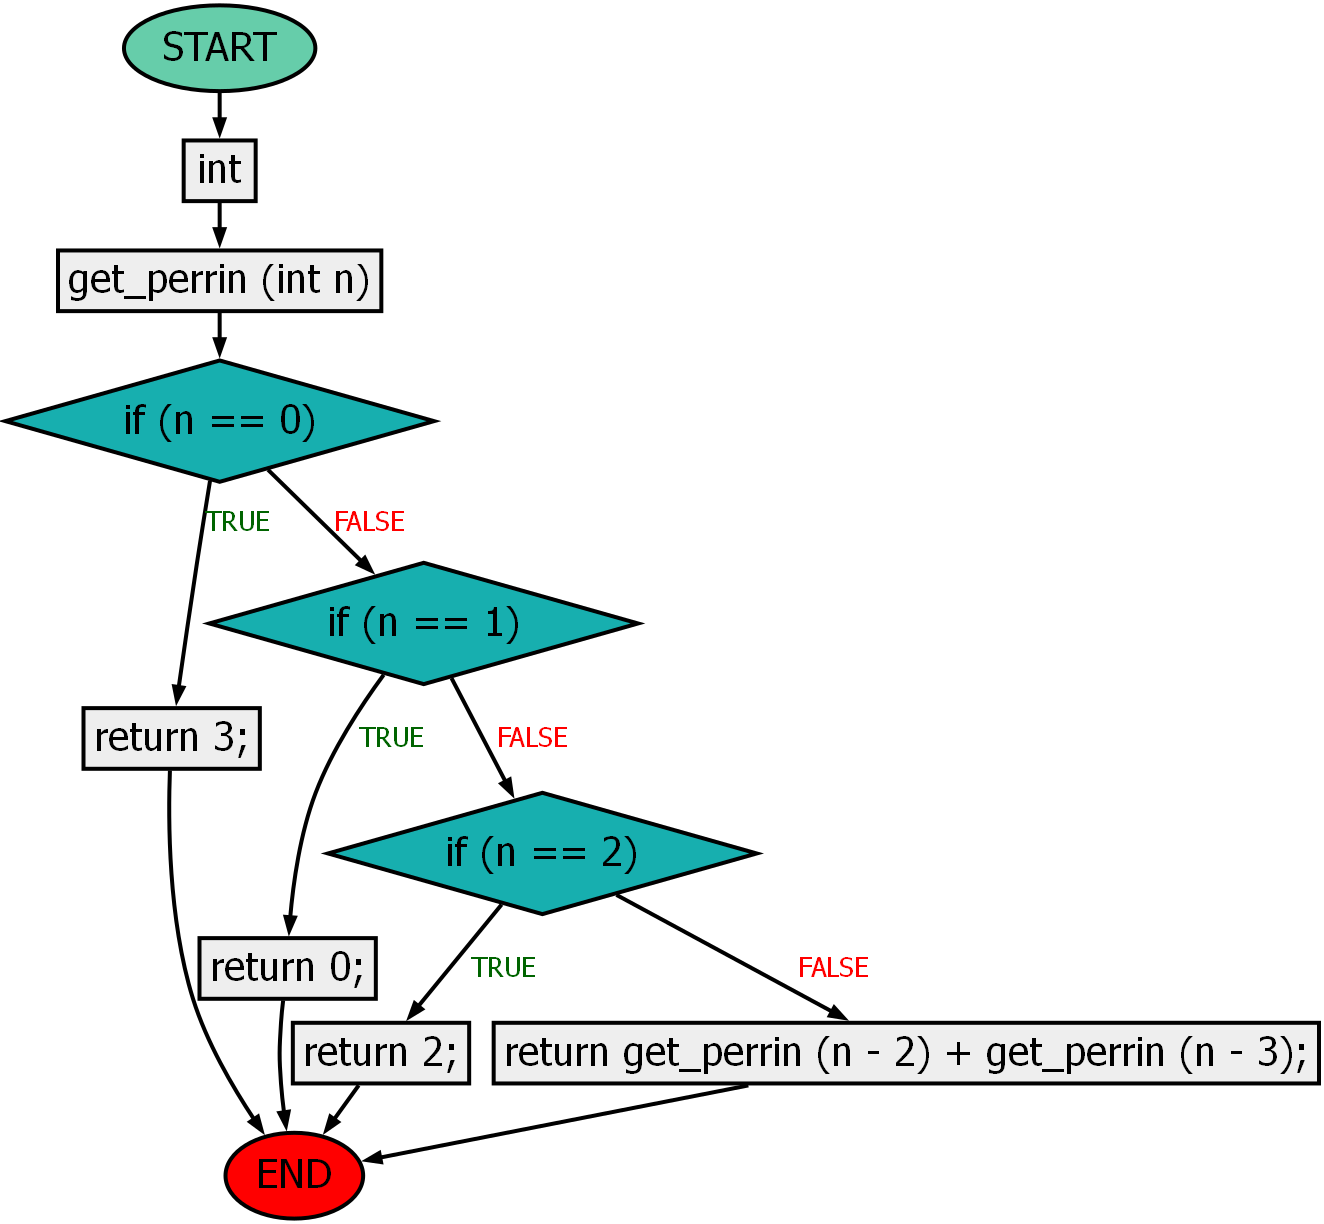 START
int
get_perrin (int n)
if (n == 0)
TRUE
FALSE
if (n == 1)
return 3;
TRUE
FALSE
if (n == 2)
return 0;
TRUE
FALSE
return 2;
return get_perrin (n - 2) + get_perrin (n - 3);
END